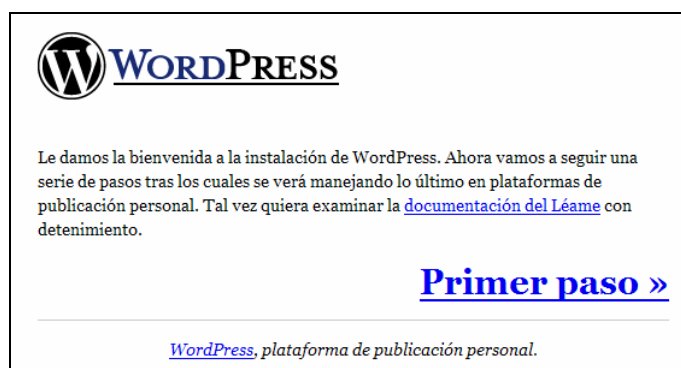 WORDPRESS
Le damos la bienvenida a la instalación de WordPress. Ahora vamos a seguir una
serie de pasos tras los cuales se verá manejando lo último en plataformas de
publicación personal. Tal vez quiera examinar la documentación del Léame con
detenimiento.
Primer paso »
WordPress, plataforma de publicación personal.